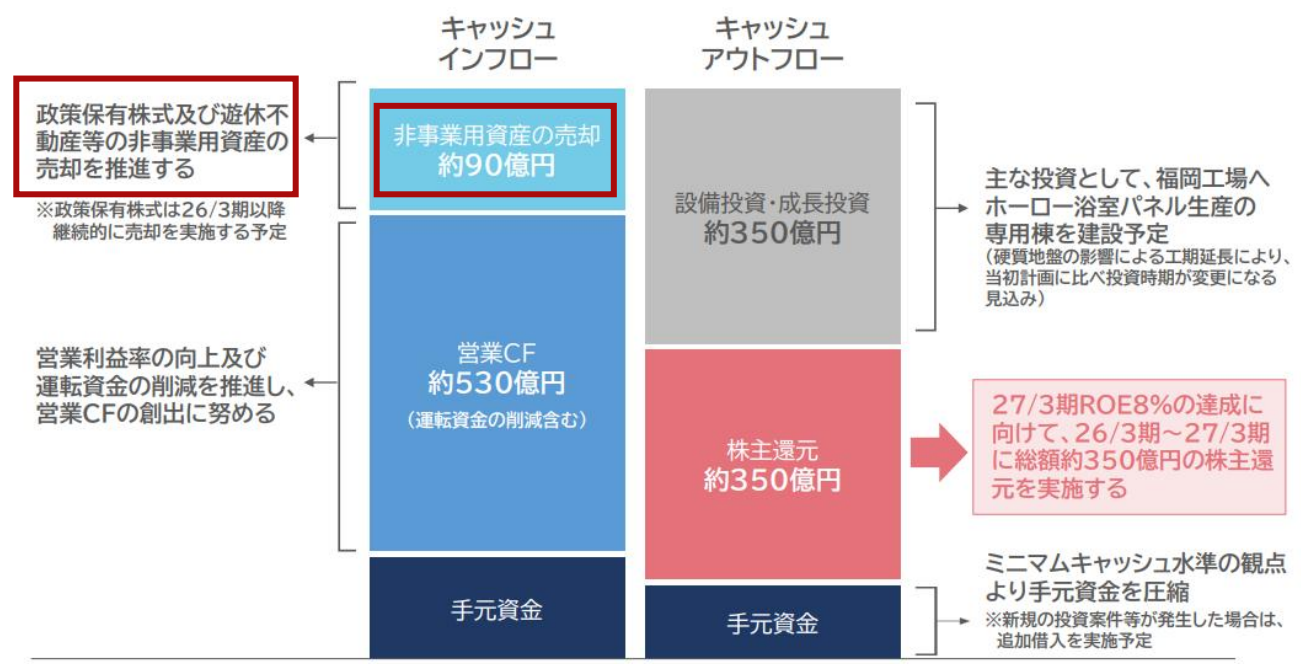 キャッシュ
インフロー
キャッシュ
アウトフロー
政策保有株式及び遊休不
動産等の非事業用資産の
売却を推進する
※政策保有株式は26/3期以降
継続的に売却を実施する予定
営業利益率の向上及び
運転資金の削減を推進し、
営業CFの創出に努める
非事業用資産の売却
約90億円
営業CF
約530億円
(運転資金の削減含む)
手元資金
設備投資・成長投資
約350億円
株主還元
約350億円
手元資金
主な投資として、福岡工場へ
ホーロー浴室パネル生産の
専用棟を建設予定
(硬質地盤の影響による工期延長により、
当初計画に比べ投資時期が変更になる
見込み)
27/3期ROE8%の達成に
向けて、26/3期～27/3期
に総額約350億円の株主還
元を実施する
ミニマムキャッシュ水準の観点
より手元資金を圧縮
※新規の投資案件等が発生した場合は、
追加借入を実施予定